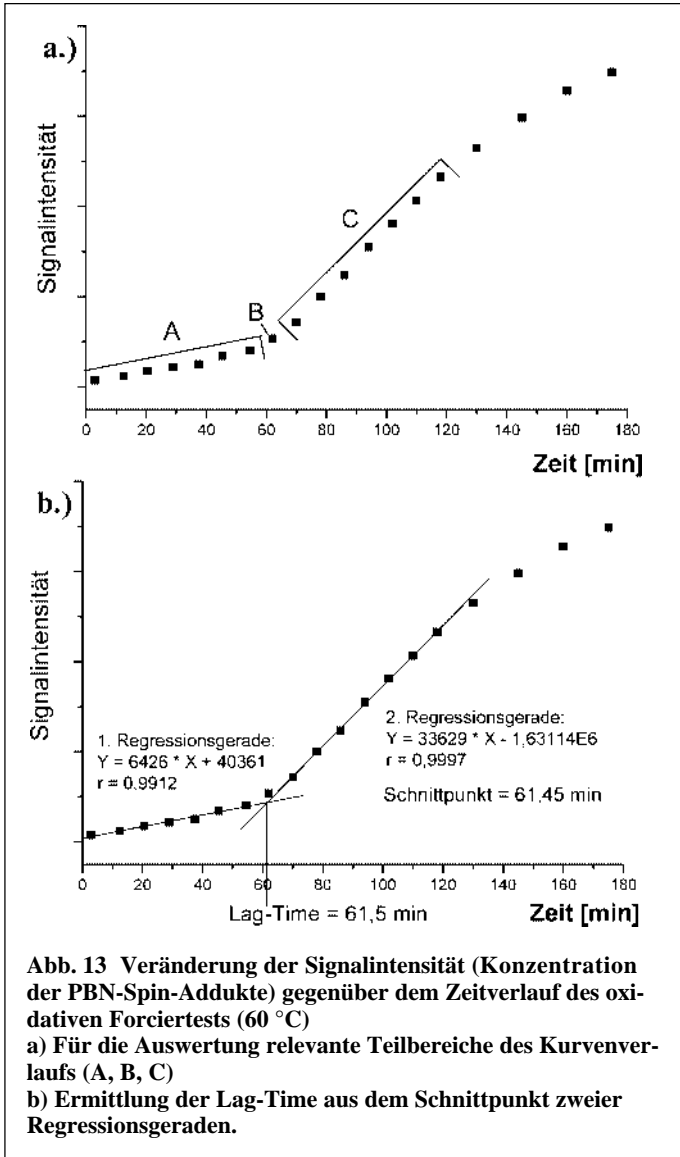 a.)
Signalintensität
A
B
C
0 20 40 60 80 100 120 140 160 180
Zeit [min]
b.)
Signalintensität
1. Regressionsgerade:
Y = 6426 * X + 40361
r = 0.9912
2. Regressionsgerade:
Y = 33629 * X - 1,63114E6
r = 0,9997
Schnittpunkt = 61,45 min
0 20 40 60 80 100 120 140 160 180
Lag-Time = 61,5 min
Zeit [min]
Abb. 13 Veränderung der Signalintensität (Konzentration
der PBN-Spin-Addukte) gegenüber dem Zeitverlauf des oxi-
dativen Forciertests (60 °C)
a) Für die Auswertung relevante Teilbereiche des Kurvenver-
laufs (A, B, C)
b) Ermittlung der Lag-Time aus dem Schnittpunkt zweier
Regressionsgeraden.